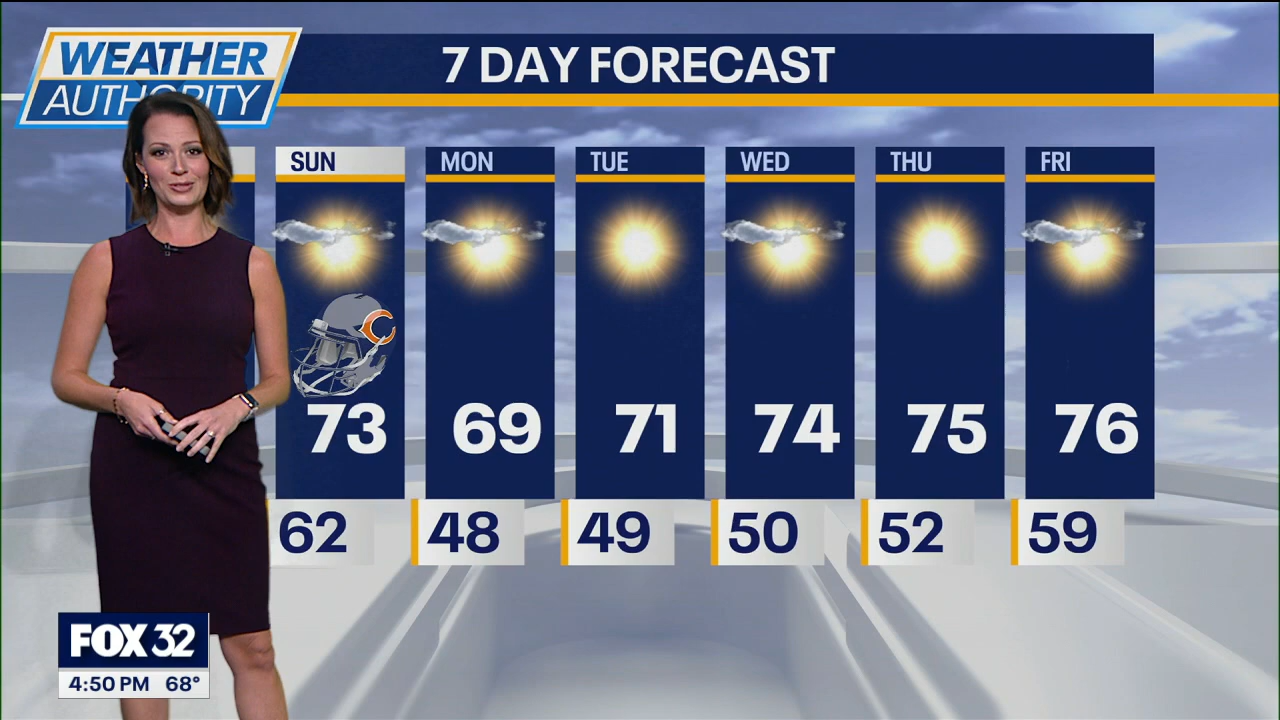 WEATHER
AUTHORITY
7 DAY FORECAST
SUN MON TUE WED THU FRI
73 69 71 74 75 76
62 48 49 50 52 59
FOX 32
4:50 PM 68°